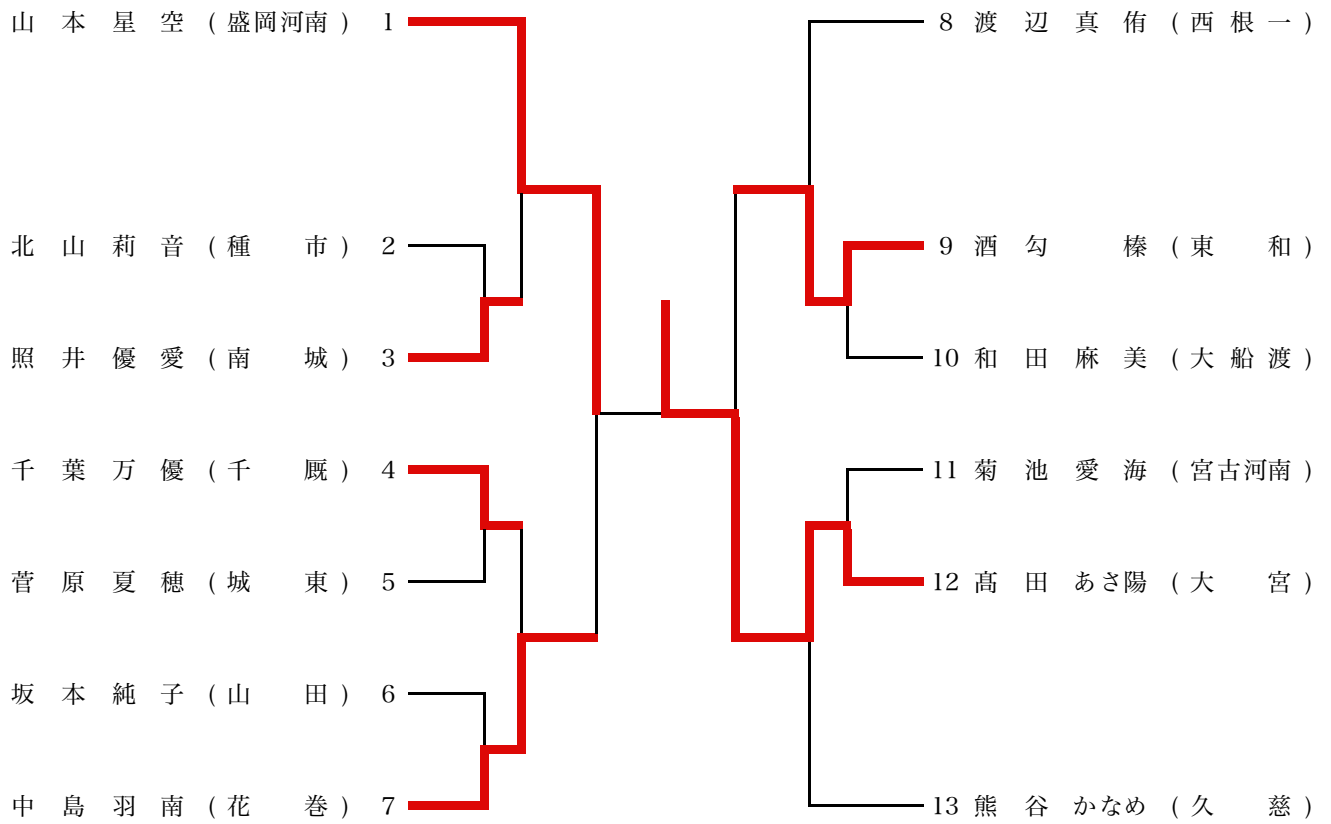 山本星空(盛岡河南) 1
北山莉音(種市) 2
照井優愛(南城) 3
千葉万優(千厩) 4
菅原夏穂(城東) 5
坂本純子(山田) 6
中島羽南(花巻) 7
8 渡辺真侑(西根一)
9 酒勾榛(東和)
10 和田麻美(大船渡)
11 菊池愛海(宮古河南)
12 髙田あさ陽(大宮)
13 熊谷かなめ(久慈)